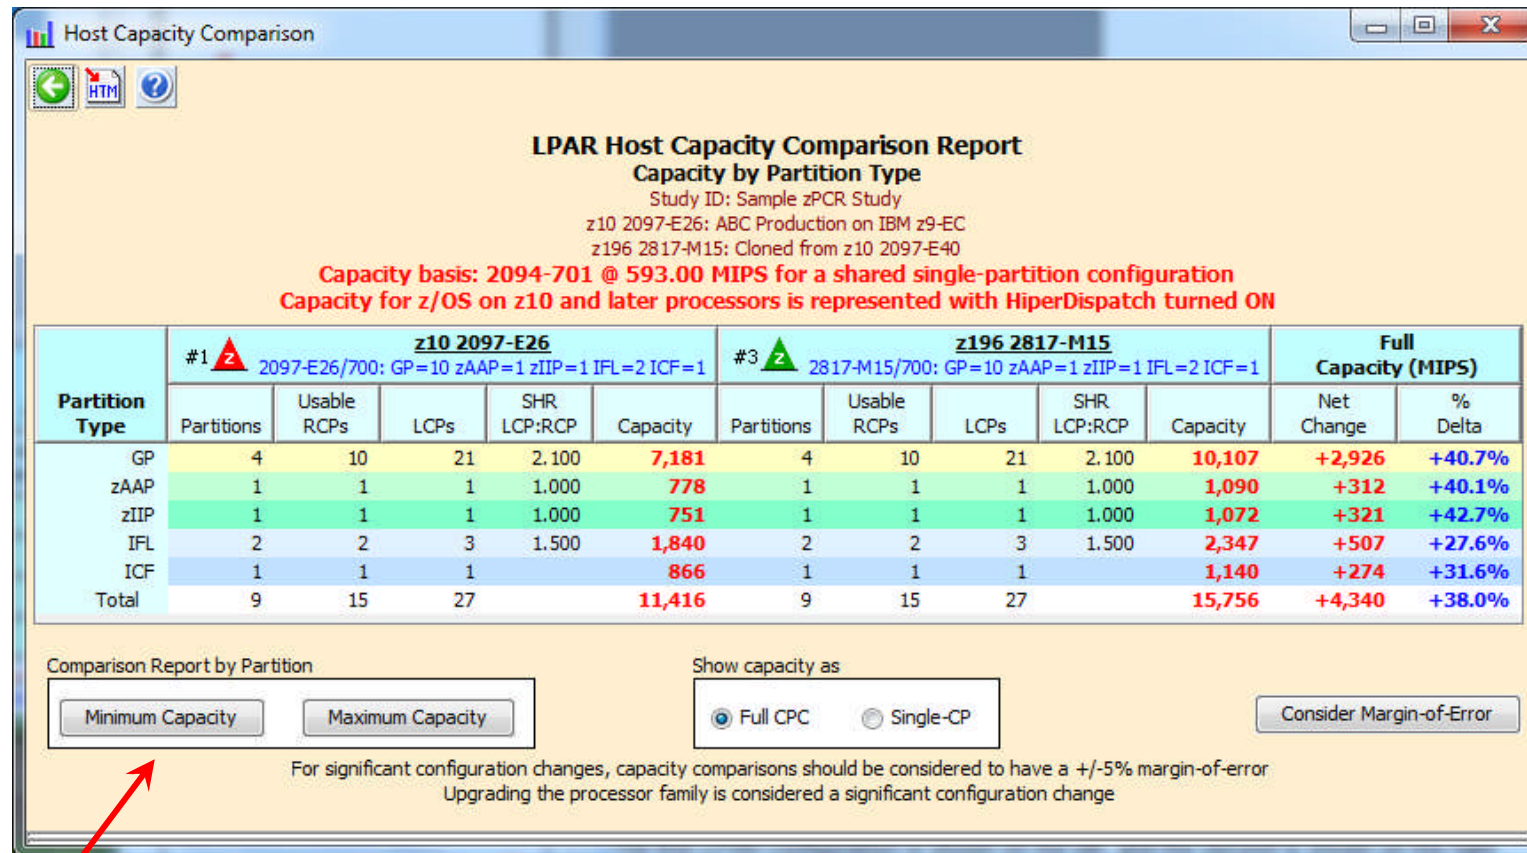 Host Capacity Comparison
HTM
?
LPAR Host Capacity Comparison Report
Capacity by Partition Type
Study ID: Sample zPCR Study
z10 2097-E26: ABC Production on IBM z9-EC
z196 2817-M15: Cloned from z10 2097-E40
Capacity basis: 2094-701 @ 593.00 MIPS for a shared single-partition configuration
Capacity for z/OS on z10 and later processors is represented with HiperDispatch turned ON
#1 z z10 2097-E26 #3 z z196 2817-M15 Full
2097-E26/700: GP=10 zAAP=1 zIIP=1 IFL=2 ICF=1 2817-M15/700: GP=10 zAAP=1 zIIP=1 IFL=2 ICF=1 Capacity (MIPS)
Partition Usable SHR Usable SHR Net %
Type Partitions RCPs LCPs LCP:RCP Capacity Partitions RCPs LCPs LCP:RCP Capacity Change Delta
GP 4 10 21 2.100 7,181 4 10 21 2.100 10,107 +2,926 +40.7%
zAAP 1 1 1 1.000 778 1 1 1 1.000 1,090 +312 +40.1%
zIIP 1 1 1 1.000 751 1 1 1 1.000 1,072 +321 +42.7%
IFL 2 2 3 1.500 1,840 2 2 3 1.500 2,347 +507 +27.6%
ICF 1 1 1 866 1 1 1 1,140 +274 +31.6%
Total 9 15 27 11,416 9 15 27 15,756 +4,340 +38.0%
Comparison Report by Partition Show capacity as
Minimum Capacity Maximum Capacity Full CPC Single-CP Consider Margin-of-Error
For significant configuration changes, capacity comparisons should be considered to have a +/-5% margin-of-error
Upgrading the processor family is considered a significant configuration change